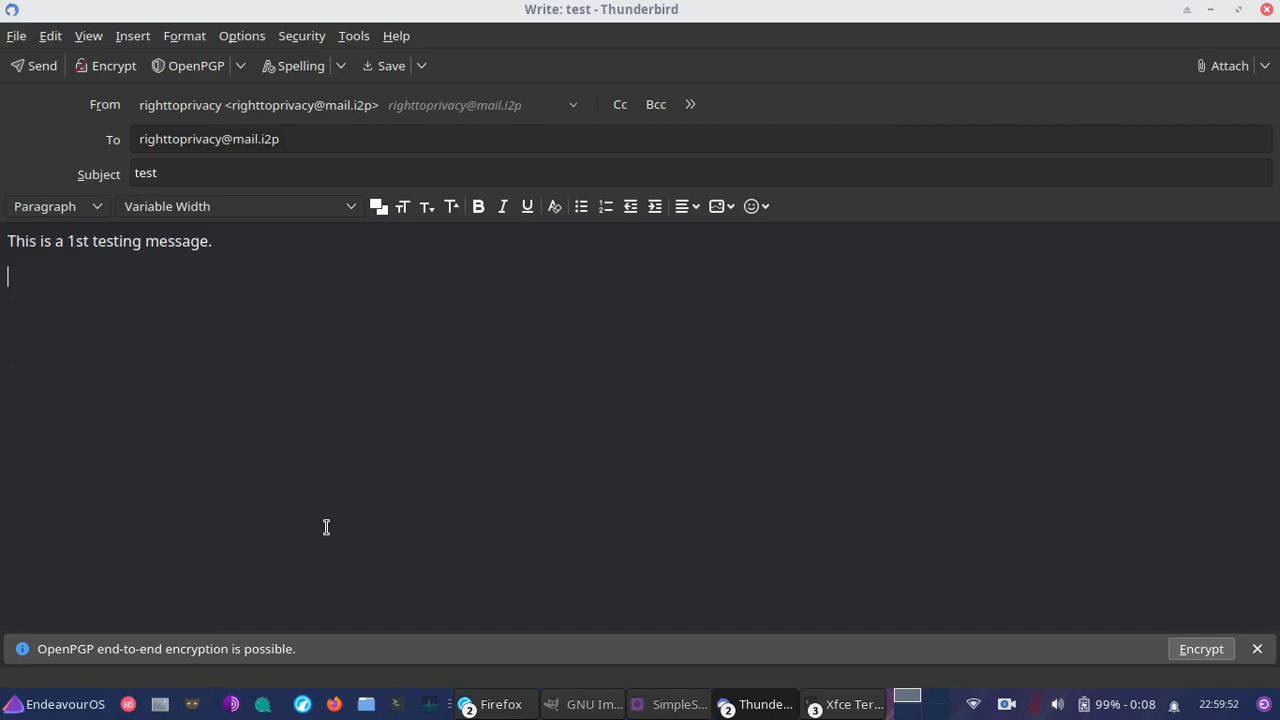 Write: test - Thunderbird
File Edit View Insert Format Options Security Tools Help
Send Encrypt OpenPGP Spelling Save Attach
From righttoprivacy <righttoprivacy@mail.i2p> righttoprivacy@mail.i2p Cc Bcc
To righttoprivacy@mail.i2p
Subject test
Paragraph Variable Width
This is a 1st testing message.
OpenPGP end-to-end encryption is possible. Encrypt
EndeavourOS 2 Firefox GNU Im... SimpleS... 2 Thunde... 3 Xfce Ter... 99% - 0:08 22:59:52